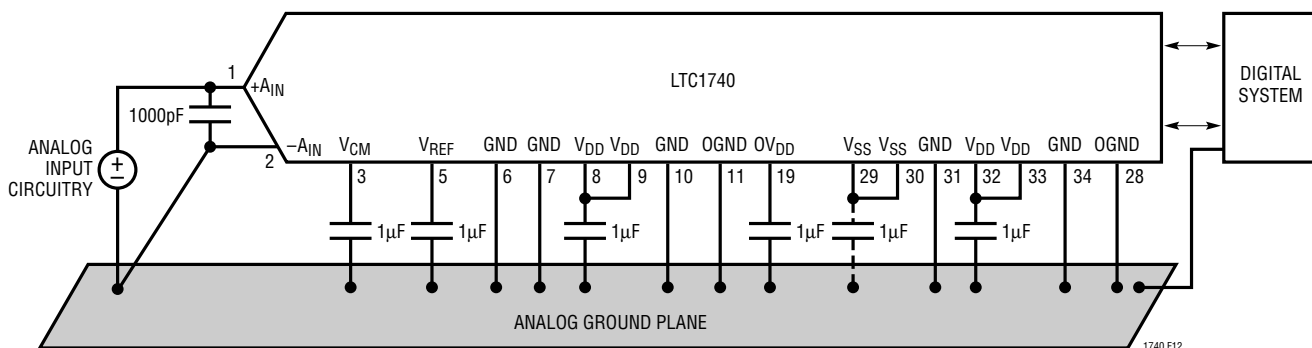 LTC1740
DIGITAL
SYSTEM
1
+AIN
1000pF
ANALOG
INPUT
CIRCUITRY
+
−
−AIN
2
VCM VREF GND GND VDD VDD GND OGND OVDD VSS VSS GND VDD VDD GND OGND
3 5 6 7 8 9 10 11 19 29 30 31 32 33 34 28
1µF 1µF 1µF 1µF 1µF 1µF
ANALOG GROUND PLANE
1740 F12